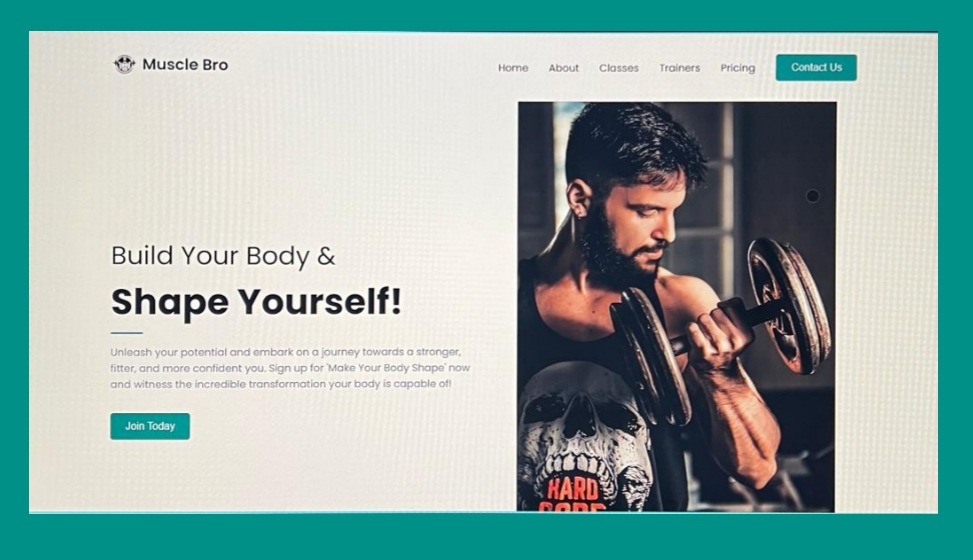 Muscle Bro
Home About Classes Trainers Pricing Contact Us
Build Your Body &
Shape Yourself!
Unleash your potential and embark on a journey towards a stronger,
fitter, and more confident you. Sign up for 'Make Your Body Shape' now
and witness the incredible transformation your body is capable of!
Join Today
HARD
CORE